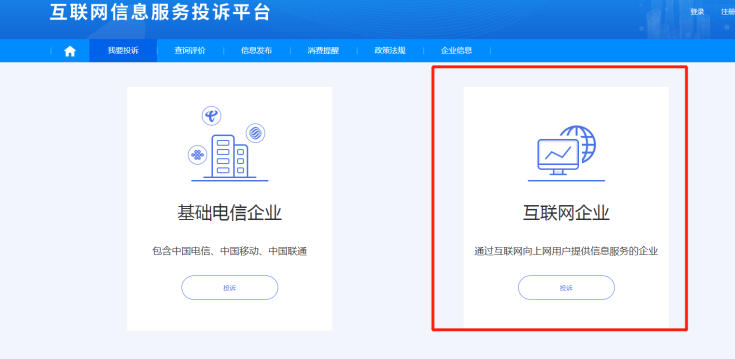 互联网信息服务投诉平台
登录 注册
我要投诉 查询评价 信息发布 消费提醒 政策法规 企业信息
基础电信企业
包含中国电信、中国移动、中国联通
投诉
互联网企业
通过互联网向上网用户提供信息服务的企业
投诉